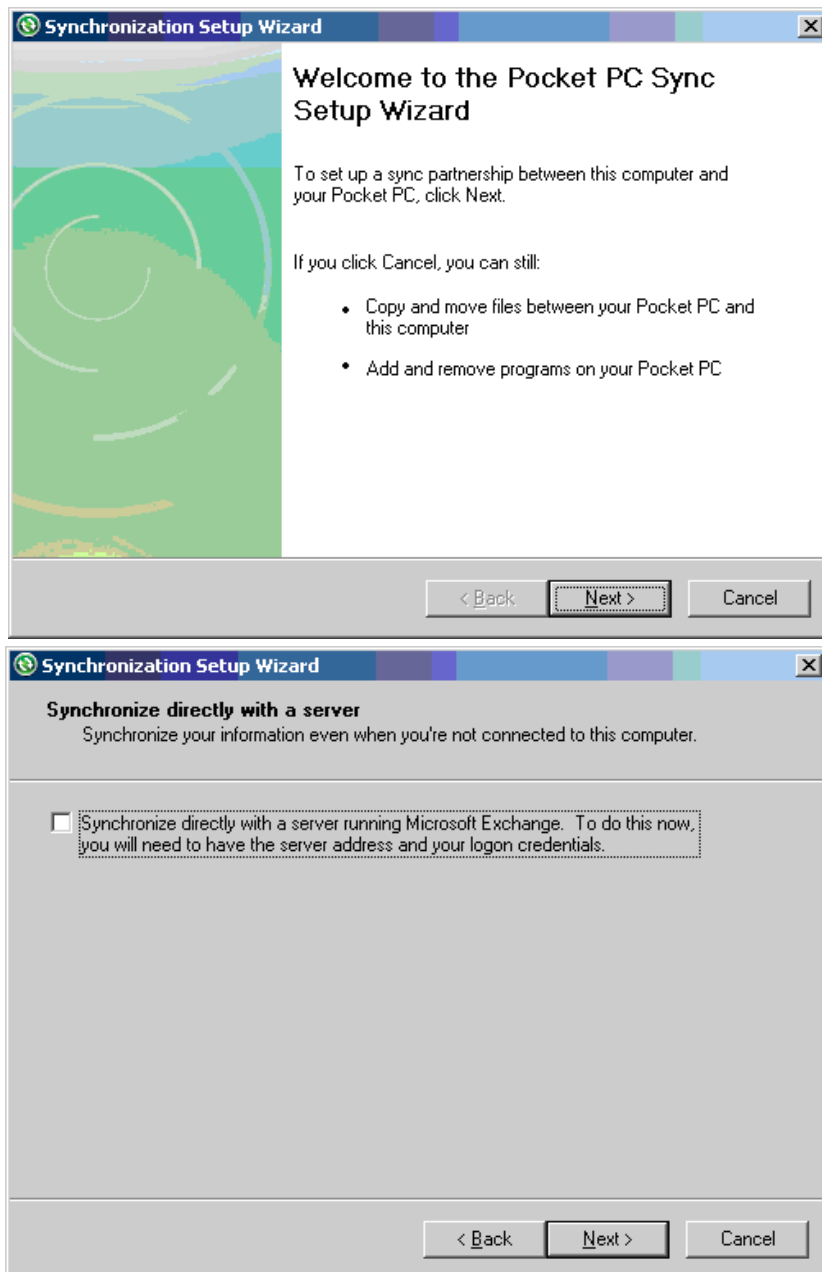 Synchronization Setup Wizard
Welcome to the Pocket PC Sync
Setup Wizard
To set up a sync partnership between this computer and
your Pocket PC, click Next.
If you click Cancel, you can still:
• Copy and move files between your Pocket PC and
this computer
• Add and remove programs on your Pocket PC
< Back Next > Cancel
Synchronization Setup Wizard
Synchronize directly with a server
Synchronize your information even when you're not connected to this computer.
Synchronize directly with a server running Microsoft Exchange. To do this now,
you will need to have the server address and your logon credentials.
< Back Next > Cancel